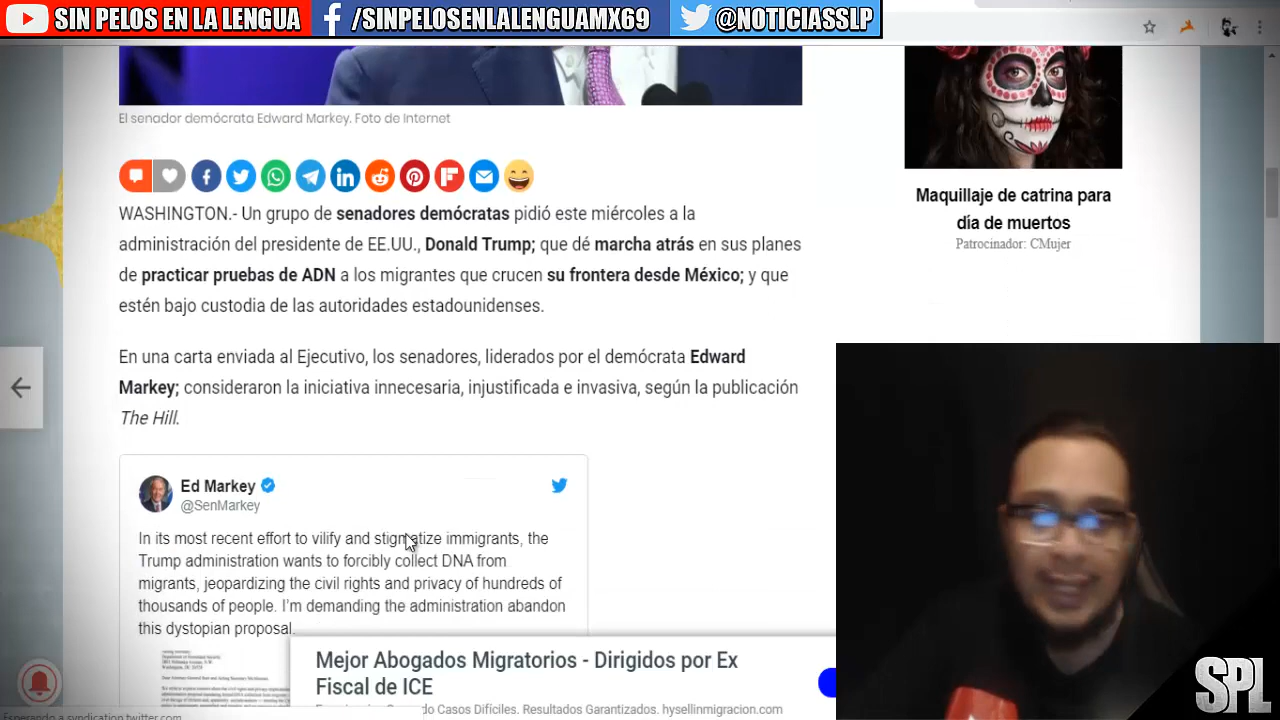 SIN PELOS EN LA LENGUA
/SINPELOSENLALENGUAMX69
@NOTICIASSLP
El senador demócrata Edward Markey. Foto de Internet
WASHINGTON.- Un grupo de senadores demócratas pidió este miércoles a la
administración del presidente de EE.UU., Donald Trump; que dé marcha atrás en sus planes
de practicar pruebas de ADN a los migrantes que crucen su frontera desde México; y que
estén bajo custodia de las autoridades estadounidenses.
En una carta enviada al Ejecutivo, los senadores, liderados por el demócrata Edward
Markey; consideraron la iniciativa innecesaria, injustificada e invasiva, según la publicación
The Hill.
Ed Markey
@SenMarkey
In its most recent effort to vilify and stigmatize immigrants, the
Trump administration wants to forcibly collect DNA from
migrants, jeopardizing the civil rights and privacy of hundreds of
thousands of people. I'm demanding the administration abandon
this dystopian proposal.
Maquillaje de catrina para
día de muertos
Patrocinador: CMujer
Mejor Abogados Migratorios - Dirigidos por Ex
Fiscal de ICE
Casos Difíciles. Resultados Garantizados. hysellinmigracion.com
Esperando a syndication.twitter.com
SPL